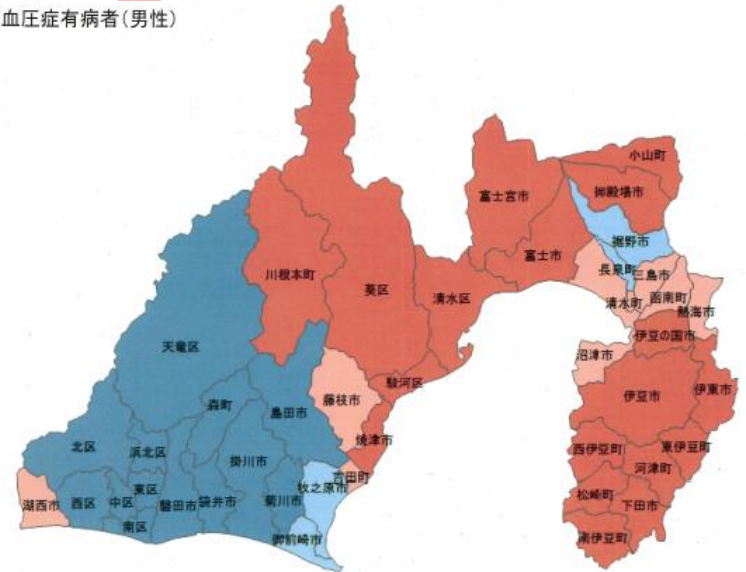 血圧症有病者(男性)
小山町
御殿場市
富士宮市
裾野市
富士市
長泉町
三島市
川根本町
葵区
清水区
清水町
函南町
熱海市
伊豆の国市
天竜区
沼津市
駿河区
伊豆市
伊東市
藤枝市
森町
島田市
焼津市
北区
浜北区
掛川市
西伊豆町
東伊豆町
河津町
吉田町
牧之原市
湖西市
西区
中区
東区
磐田市
袋井市
菊川市
松崎町
下田市
南区
御前崎市
南伊豆町